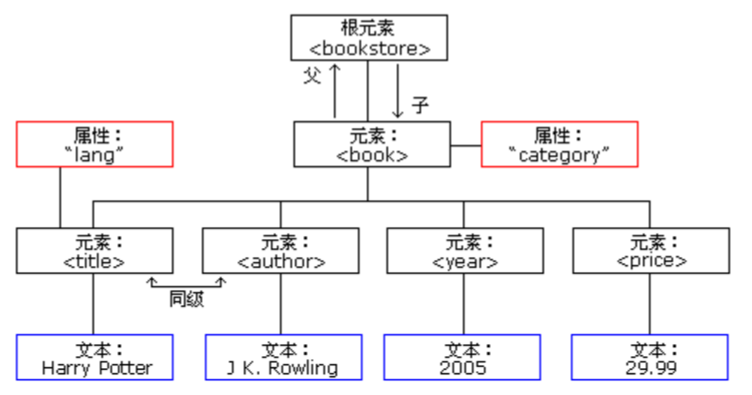 根元素
<bookstore>
父
子
属性：
“lang”
元素：
<book>
属性：
“category”
元素：
<title>
元素：
<author>
元素：
<year>
元素：
<price>
同级
文本：
Harry Potter
文本：
J K. Rowling
文本：
2005
文本：
29.99